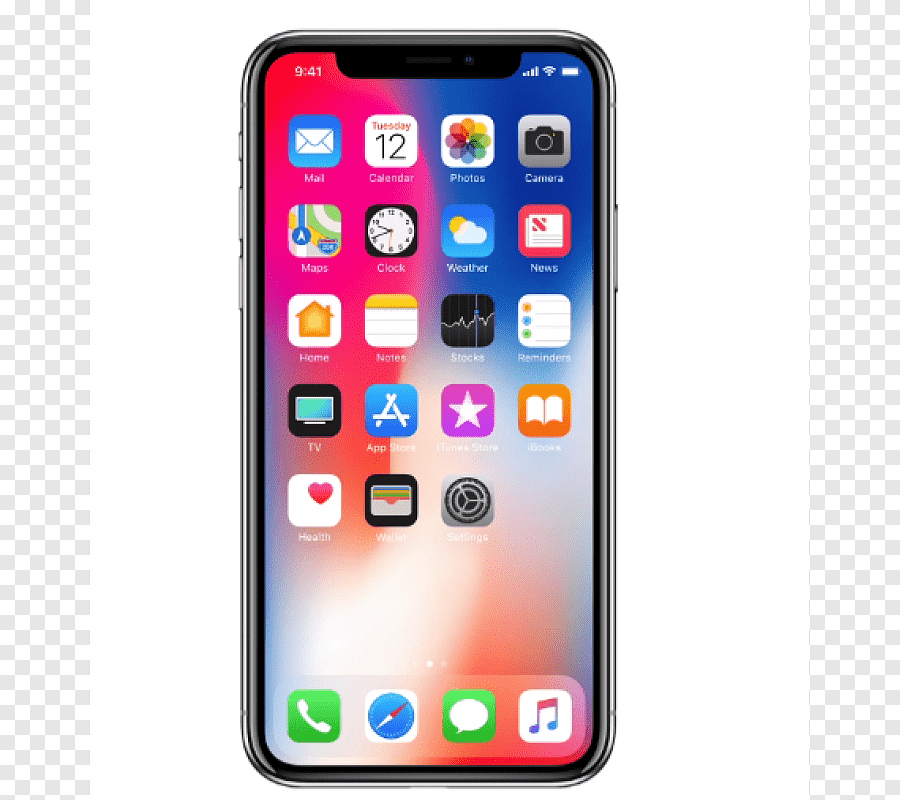 9:41
Tuesday
12
Mail Calendar Photos Camera
Maps Clock Weather News
Home Notes Stocks Reminders
TV App Store iTunes Store iBooks
Health Wallet Settings